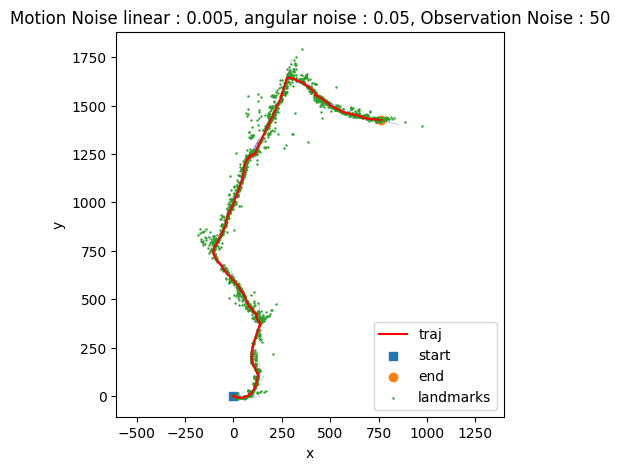 Motion Noise linear : 0.005, angular noise : 0.05, Observation Noise : 50
1750
1500
1250
1000
750
500
250
0
y
-500 -250 0 250 500 750 1000 1250
x
traj
start
end
landmarks